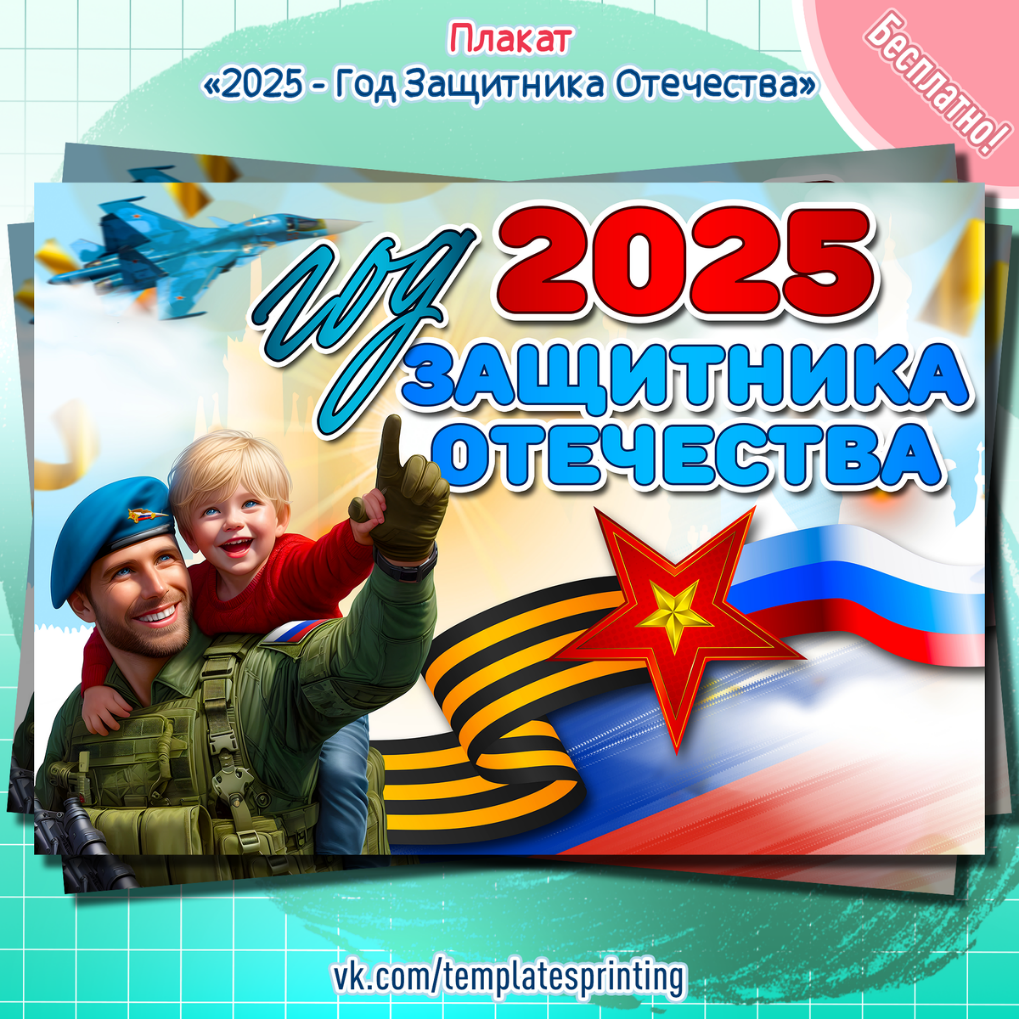 Плакат
«2025 - Год Защитника Отечества»
Бесплатно!
год 2025
ЗАЩИТНИКА
ОТЕЧЕСТВА
vk.com/templatesprinting